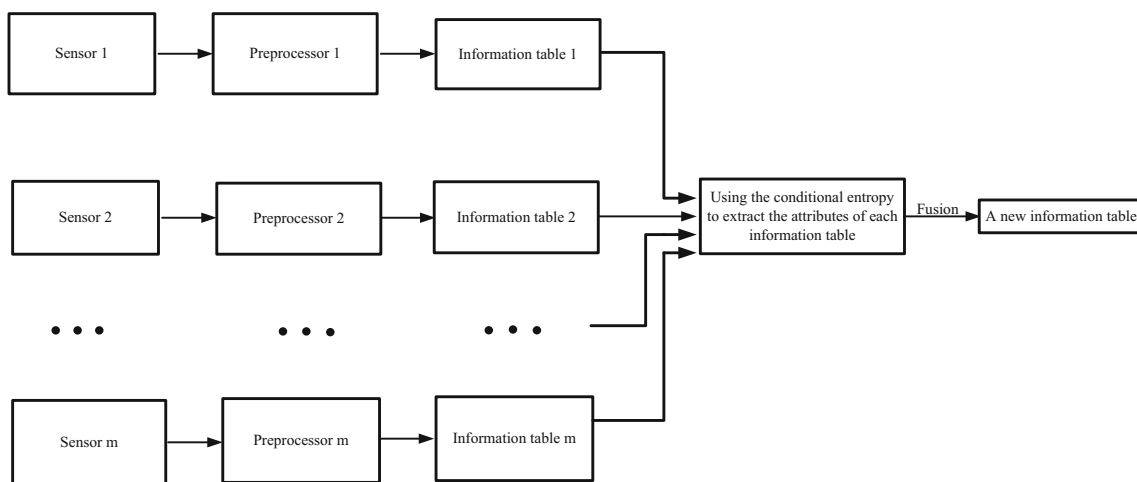 Sensor 1
Preprocessor 1
Information table 1
Sensor 2
Preprocessor 2
Information table 2
Using the conditional entropy
to extract the attributes of each
information table
Fusion
A new information table
Sensor m
Preprocessor m
Information table m